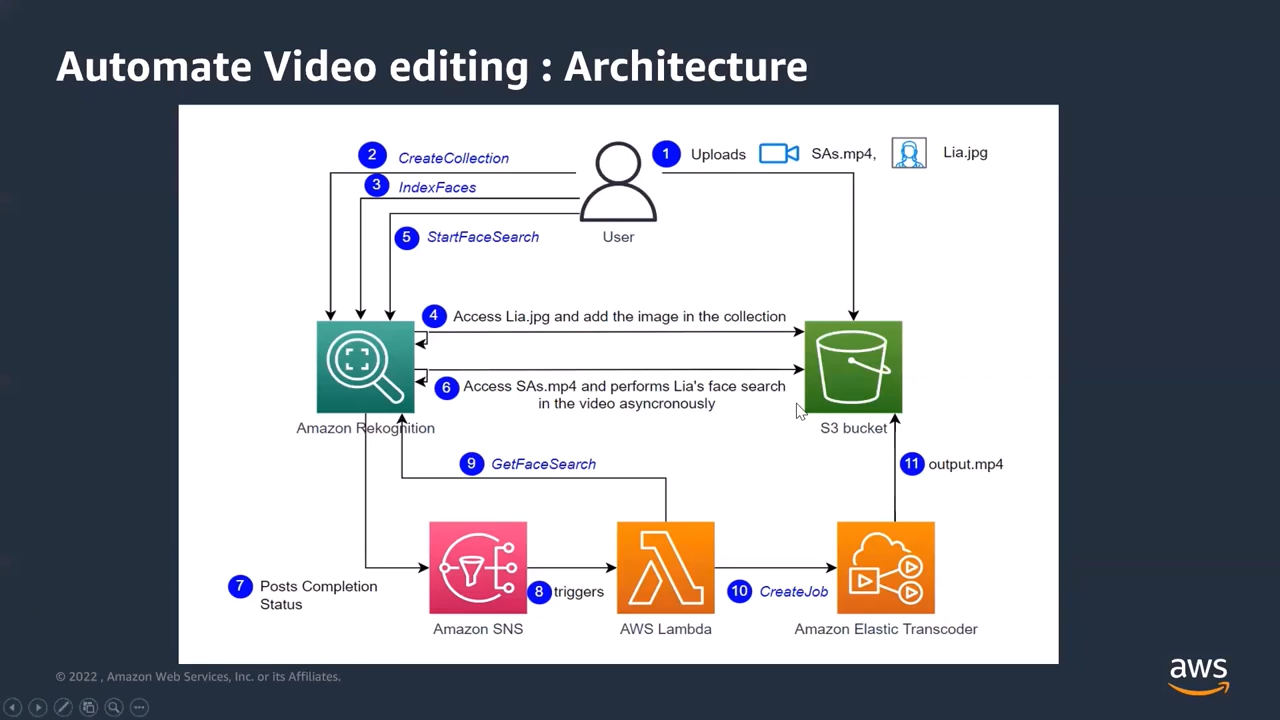 Automate Video editing : Architecture
1 Uploads SAs.mp4, Lia.jpg
2 CreateCollection
3 IndexFaces
5 StartFaceSearch
User
4 Access Lia.jpg and add the image in the collection
6 Access SAs.mp4 and performs Lia's face search
in the video asyncronously
Amazon Rekognition
S3 bucket
9 GetFaceSearch
11 output.mp4
7 Posts Completion
Status
8 triggers
10 CreateJob
Amazon SNS
AWS Lambda
Amazon Elastic Transcoder
© 2022 , Amazon Web Services, Inc. or its Affiliates.
aws